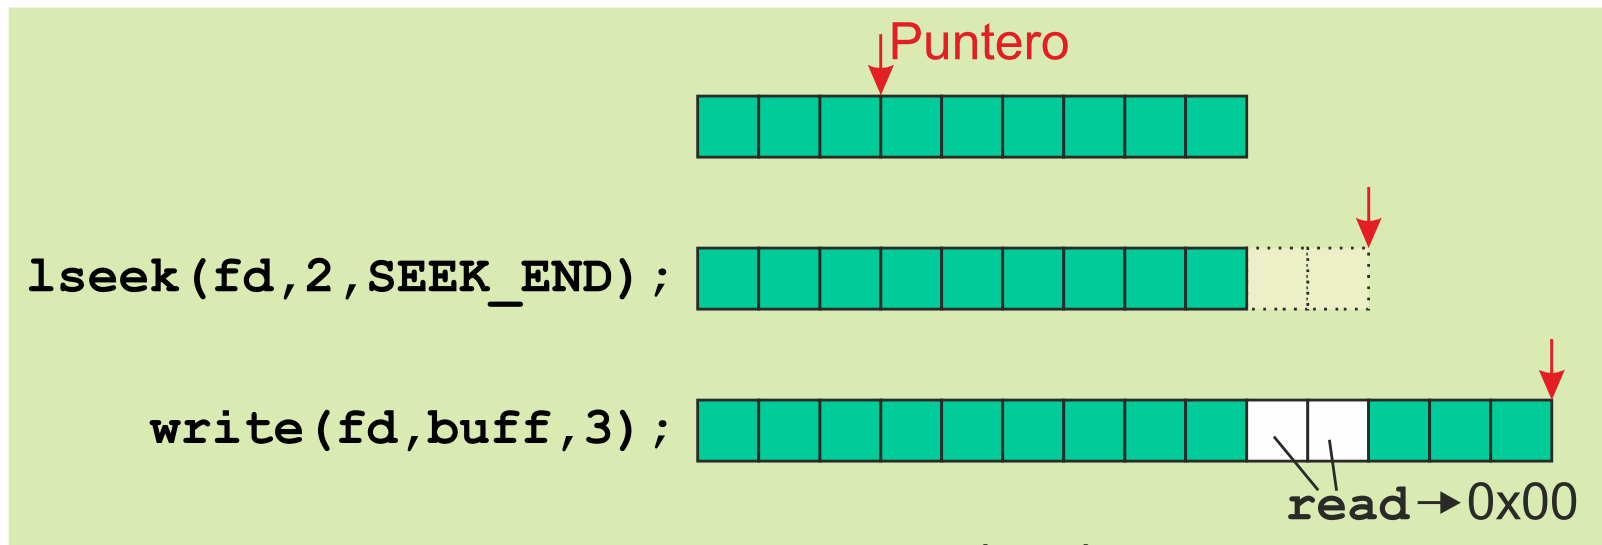 Puntero
lseek(fd,2,SEEK_END);
write(fd,buff,3);
read→0x00